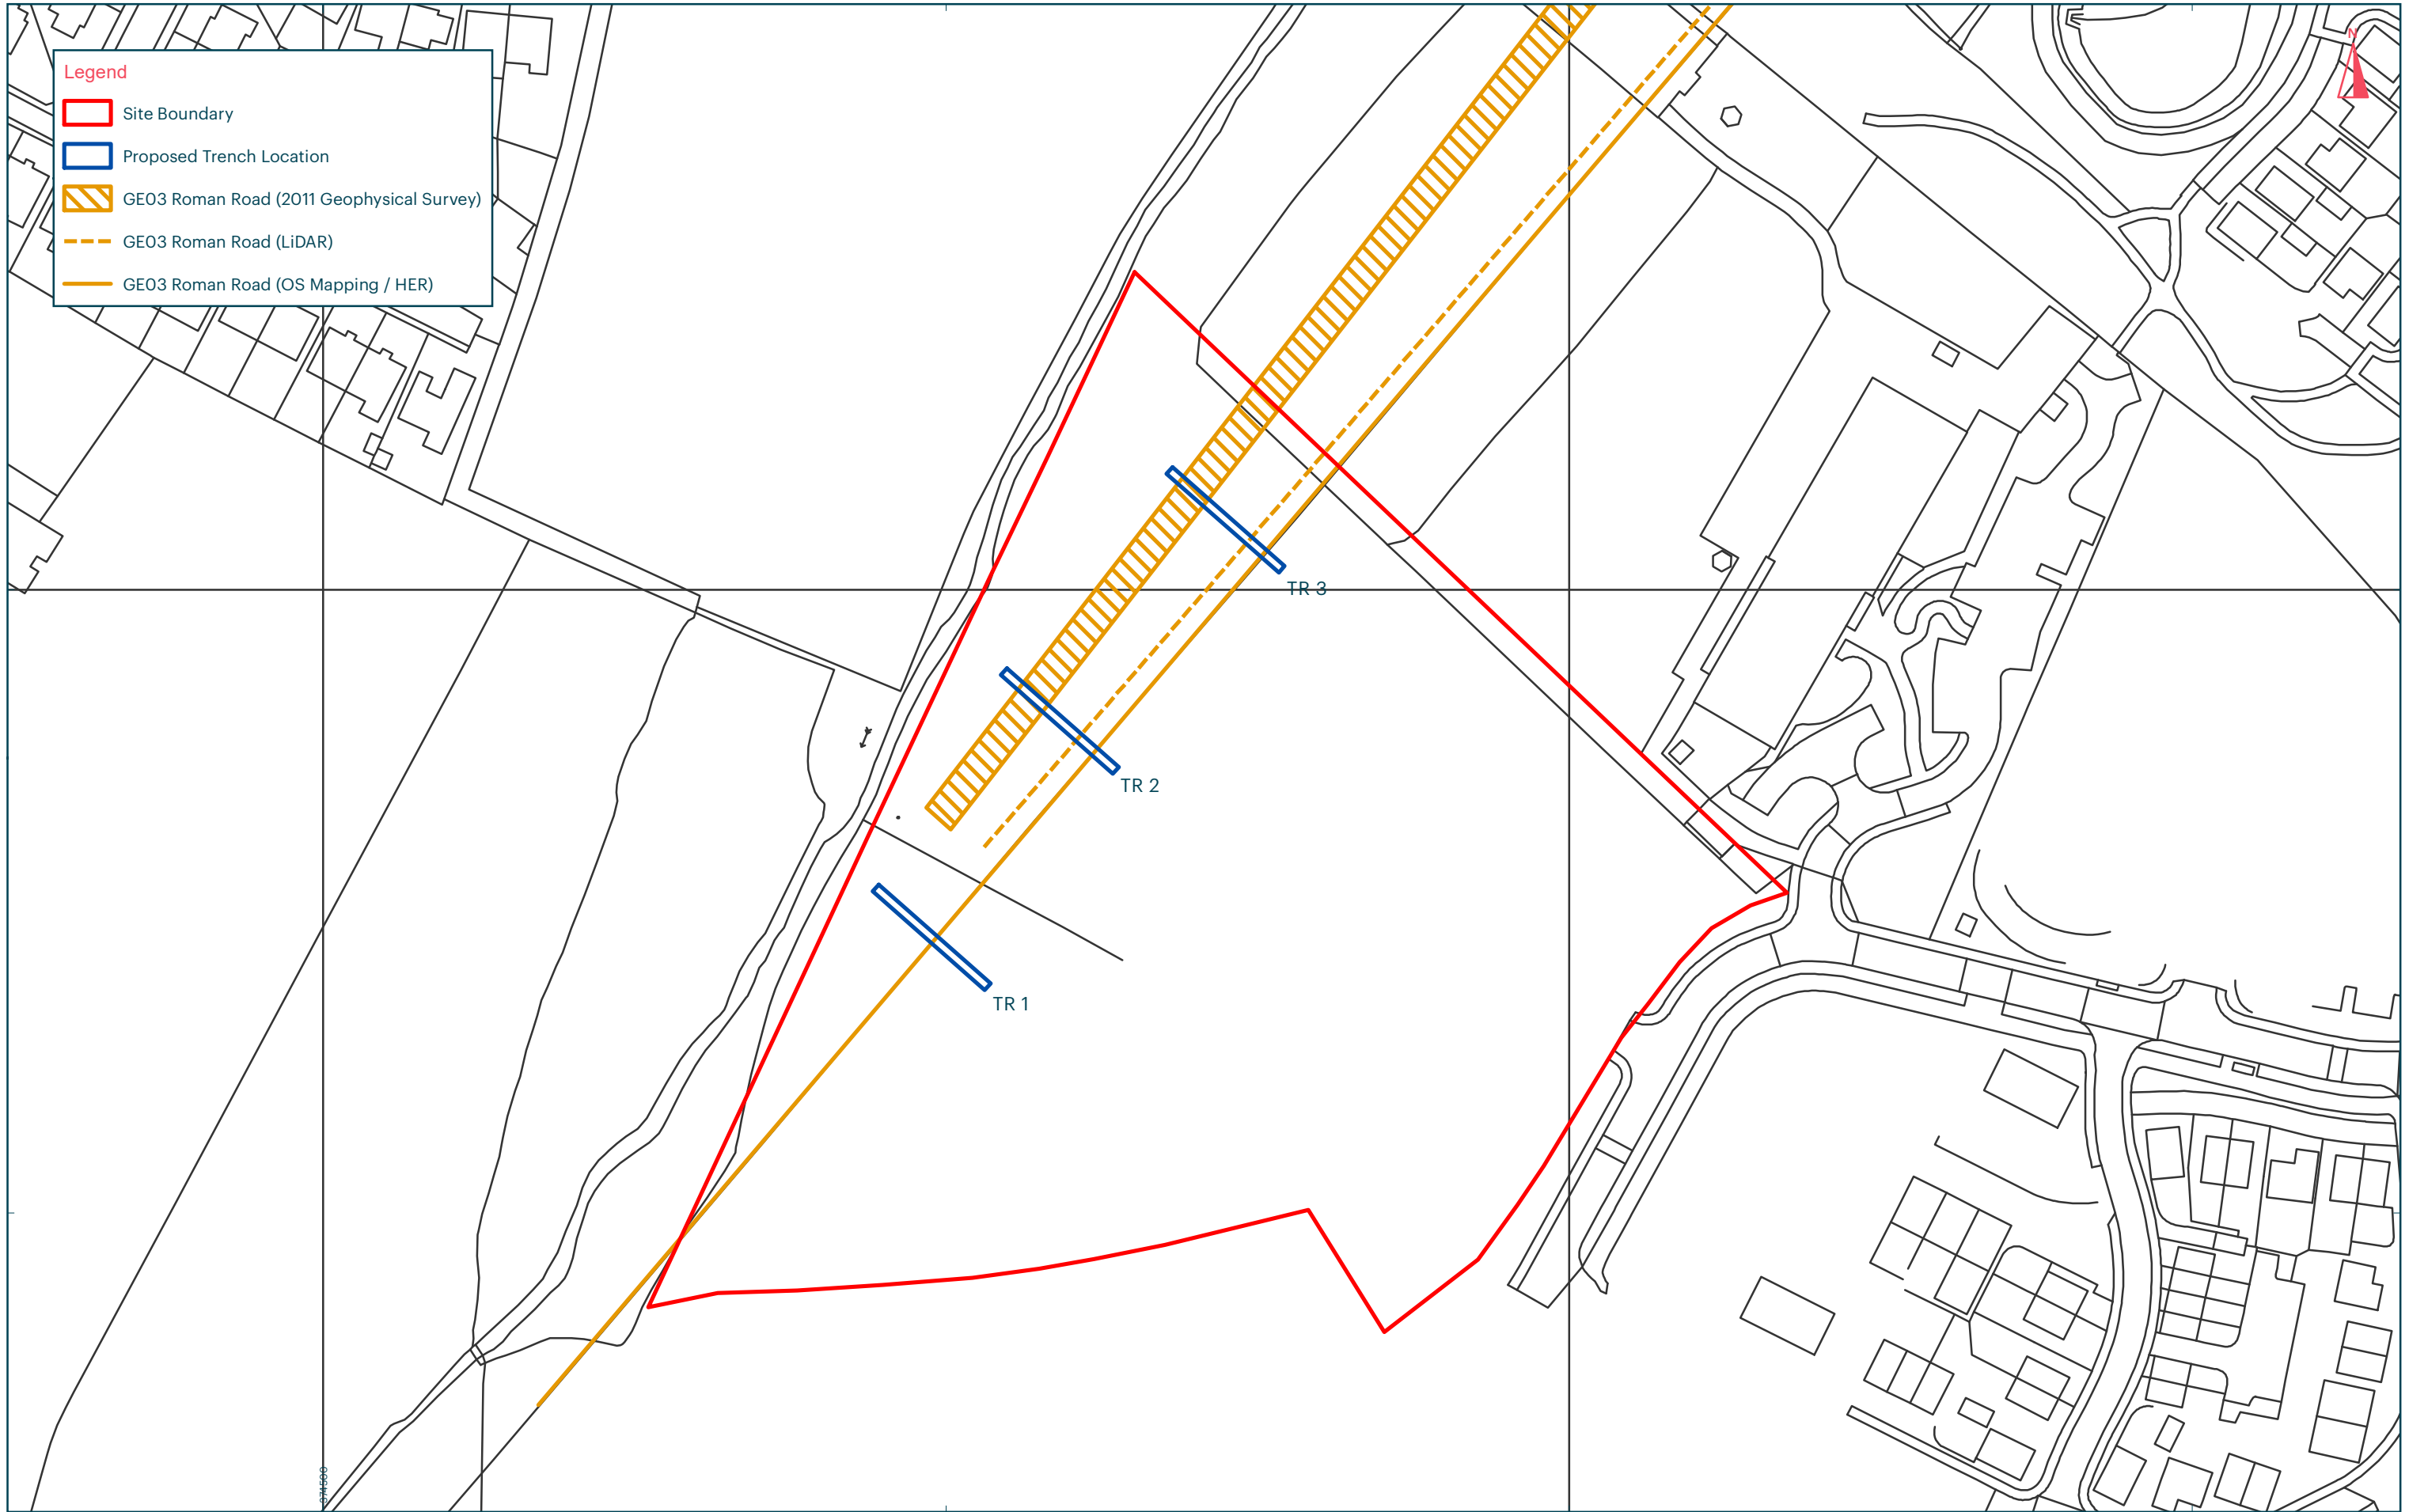 Legend
Site Boundary
Proposed Trench Location
GE03 Roman Road (2011 Geophysical Survey)
GE03 Roman Road (LiDAR)
GE03 Roman Road (OS Mapping / HER)
N
TR 3
TR 2
TR 1